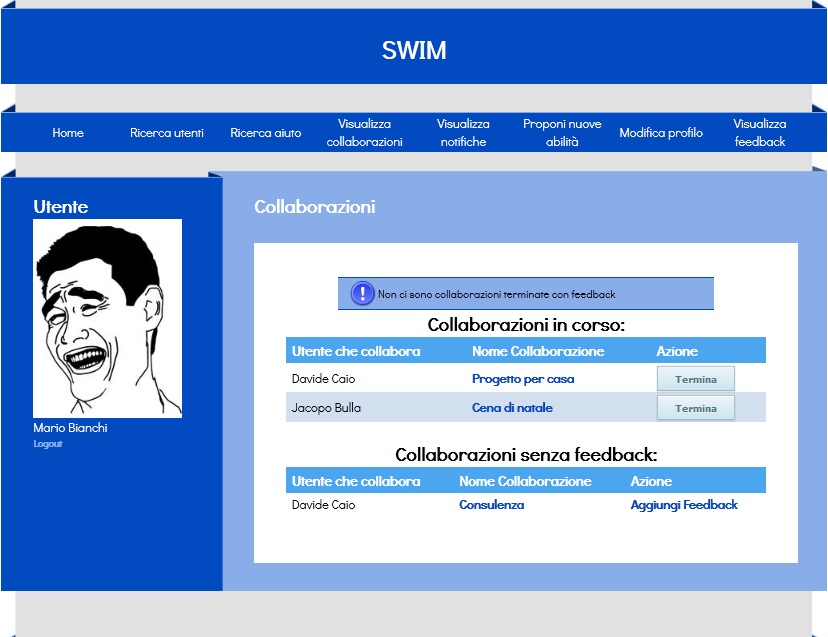 SWIM
Home
Ricerca utenti
Ricerca aiuto
Visualizza
collaborazioni
Visualizza
notifiche
Proponi nuove
abilità
Modifica profilo
Visualizza
feedback
Utente
Mario Bianchi
Logout
Collaborazioni
Non ci sono collaborazioni terminate con feedback
Collaborazioni in corso:
Utente che collabora Nome Collaborazione Azione
Davide Caio Progetto per casa Termina
Jacopo Bulla Cena di natale Termina
Collaborazioni senza feedback:
Utente che collabora Nome Collaborazione Azione
Davide Caio Consulenza Aggiungi Feedback